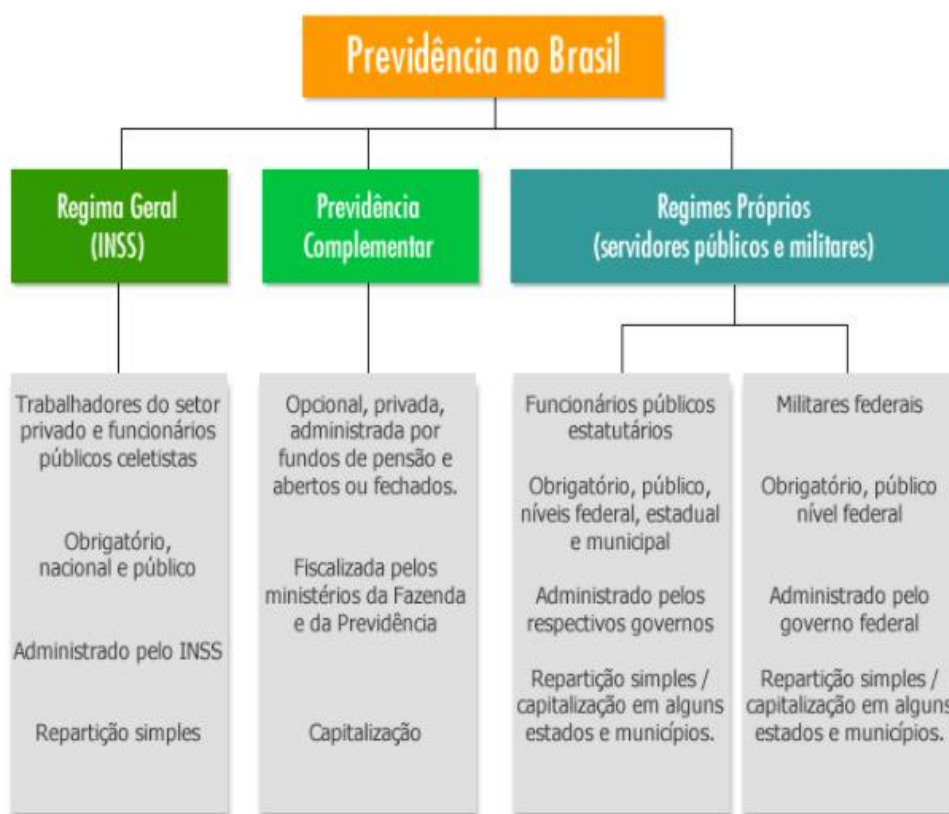 Previdência no Brasil
Regima Geral
(INSS)
Previdência
Complementar
Regimes Próprios
(servidores públicos e militares)
Trabalhadores do setor
privado e funcionários
públicos celetistas
Obrigatório,
nacional e público
Administrado pelo INSS
Repartição simples
Opcional, privada,
administrada por
fundos de pensão e
abertos ou fechados.
Fiscalizada pelos
ministérios da Fazenda
e da Previdência
Capitalização
Funcionários públicos
estatutários
Obrigatório, público,
níveis federal, estadual
e municipal
Administrado pelos
respectivos governos
Repartição simples /
capitalização em alguns
estados e municípios.
Militares federais
Obrigatório, público
nível federal
Administrado pelo
governo federal
Repartição simples /
capitalização em alguns
estados e municípios.